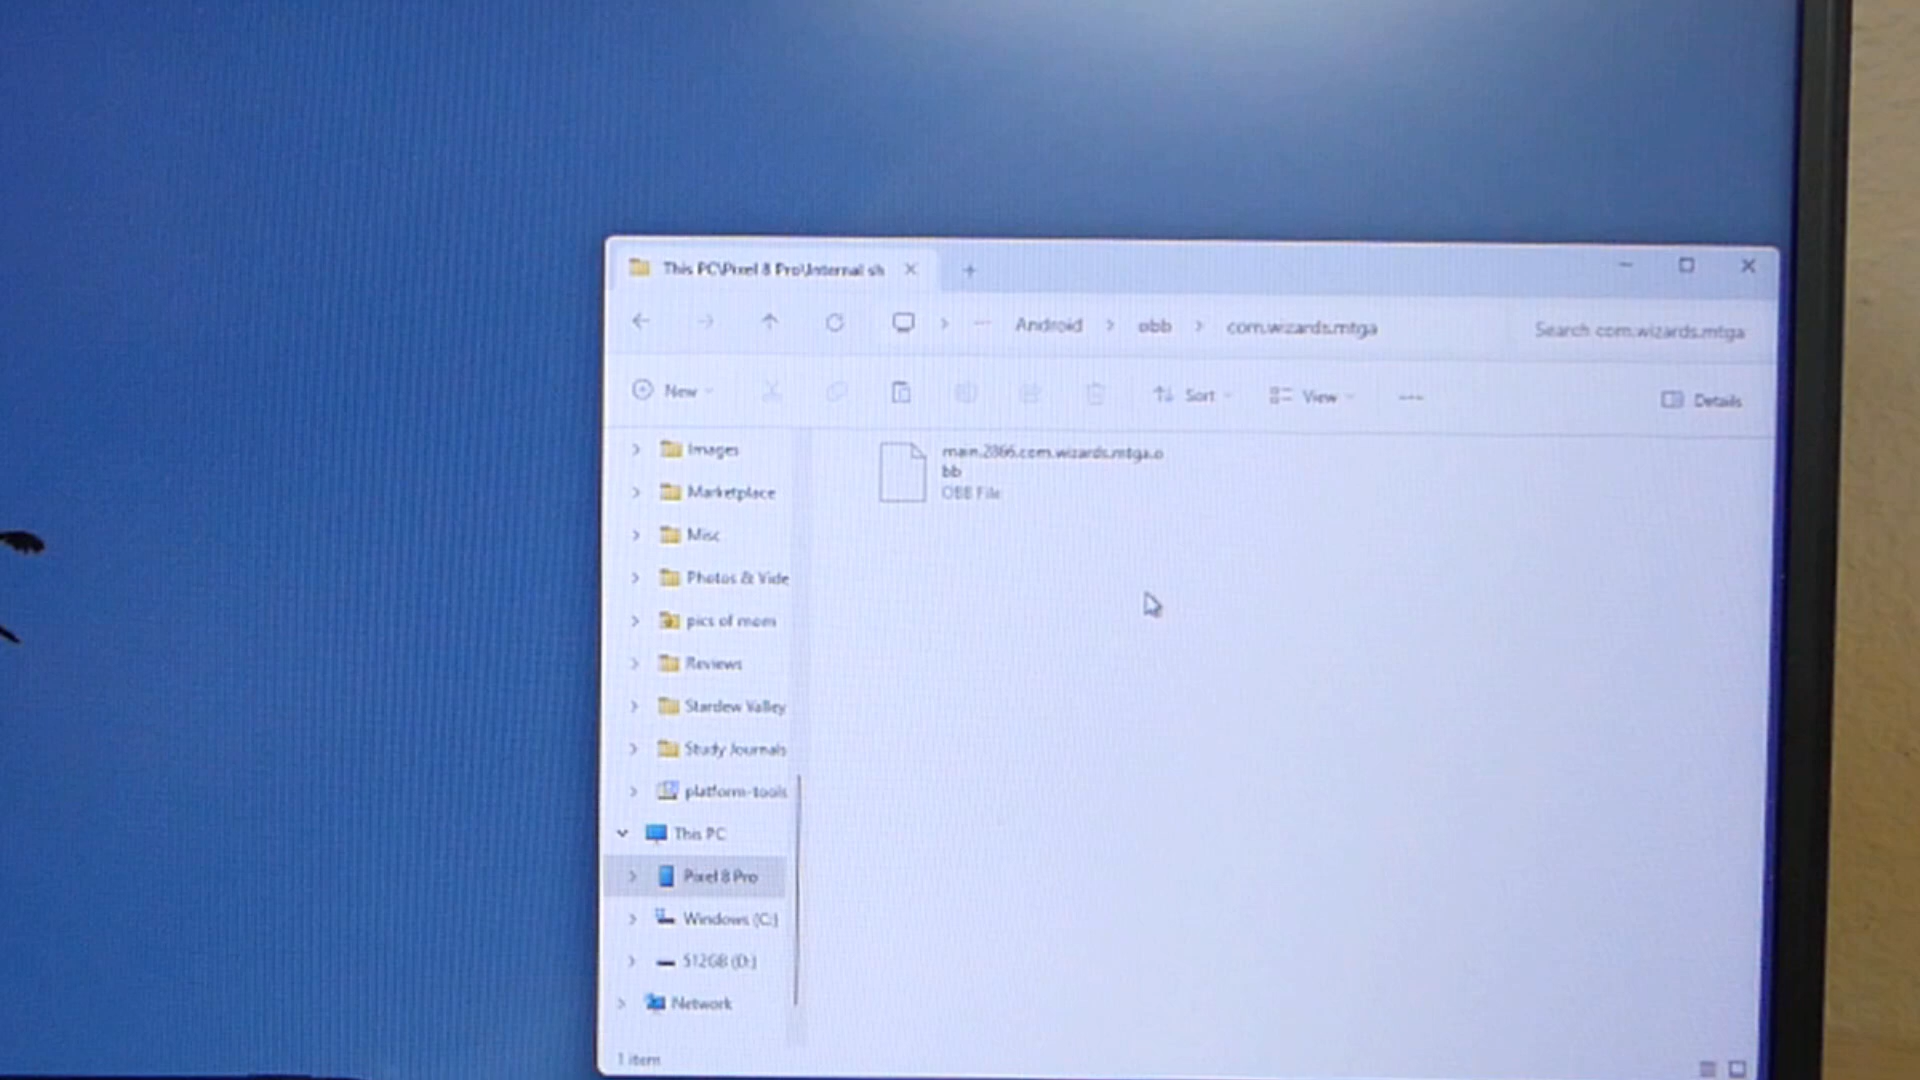 This PC\Pixel 8 Pro\Internal sh
Android > obb > com.wizards.mtga
Search com.wizards.mtga
New
Sort
View
Details
Images
Marketplace
Misc
Photos & Vide
pics of mom
Reviews
Stardew Valley
Study Journals
platform-tools
This PC
Pixel 8 Pro
Windows (C:)
512GB (D:)
Network
main.2866.com.wizards.mtga.o
bb
OBB File
1 item